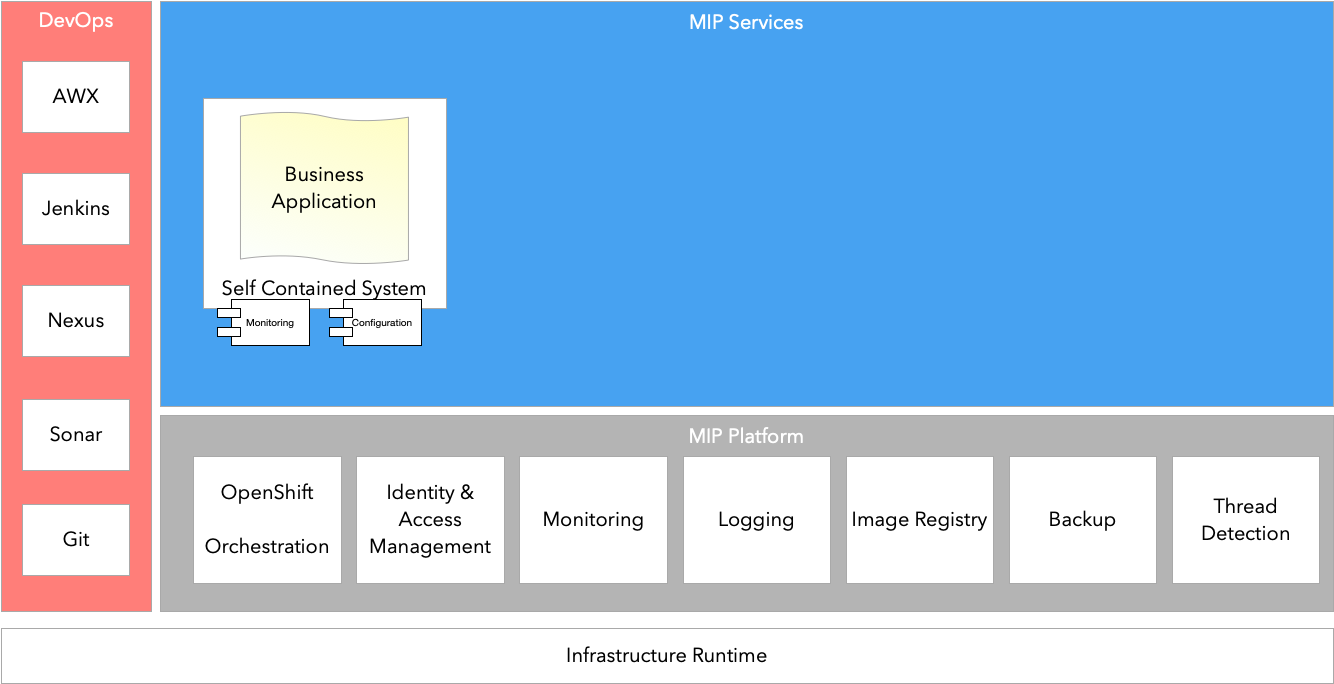 DevOps
AWX
Jenkins
Nexus
Sonar
Git
MIP Services
Business
Application
Self Contained System
Monitoring
Configuration
MIP Platform
OpenShift
Orchestration
Identity &
Access
Management
Monitoring
Logging
Image Registry
Backup
Thread
Detection
Infrastructure Runtime